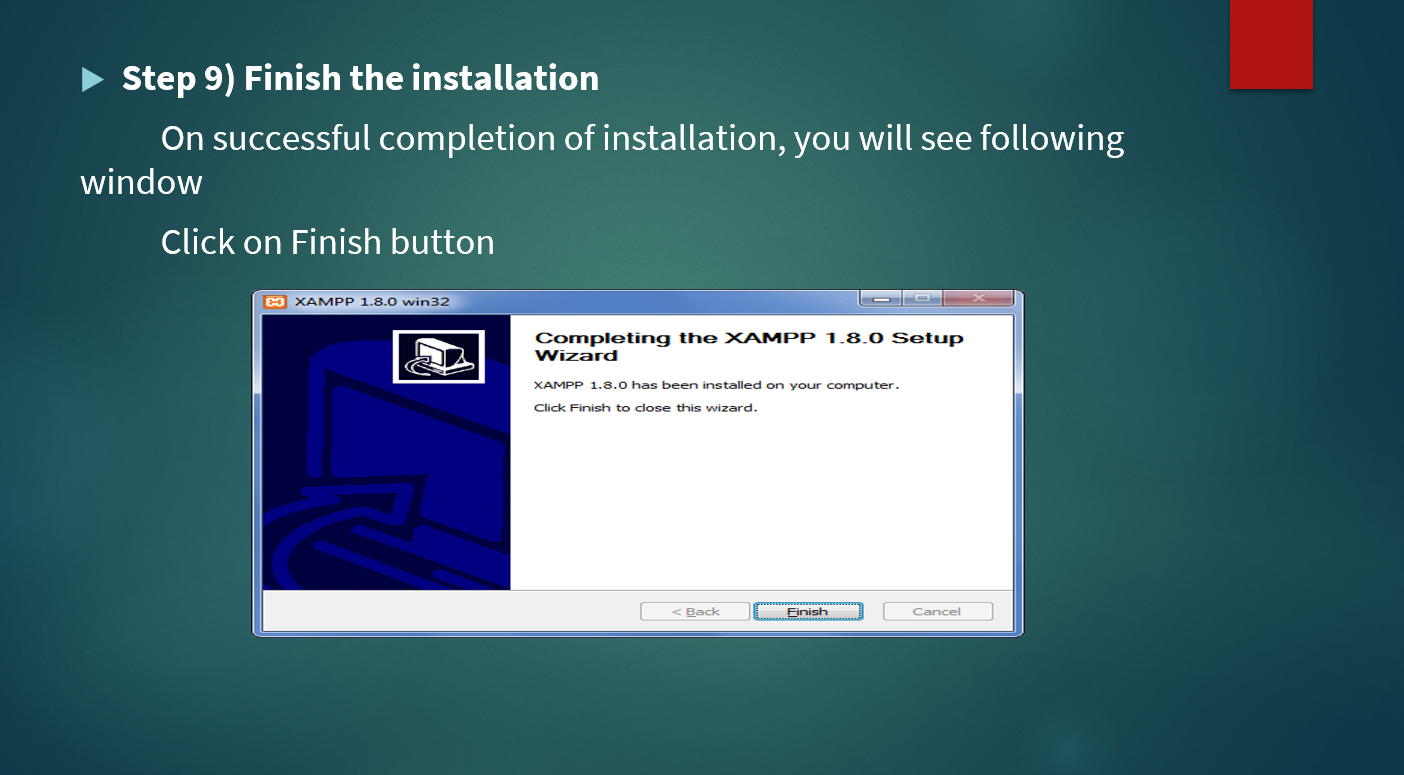 Step 9) Finish the installation
On successful completion of installation, you will see following
window
Click on Finish button
XAMPP 1.8.0 win32
Completing the XAMPP 1.8.0 Setup
Wizard
XAMPP 1.8.0 has been installed on your computer.
Click Finish to close this wizard.
< Back
Finish
Cancel